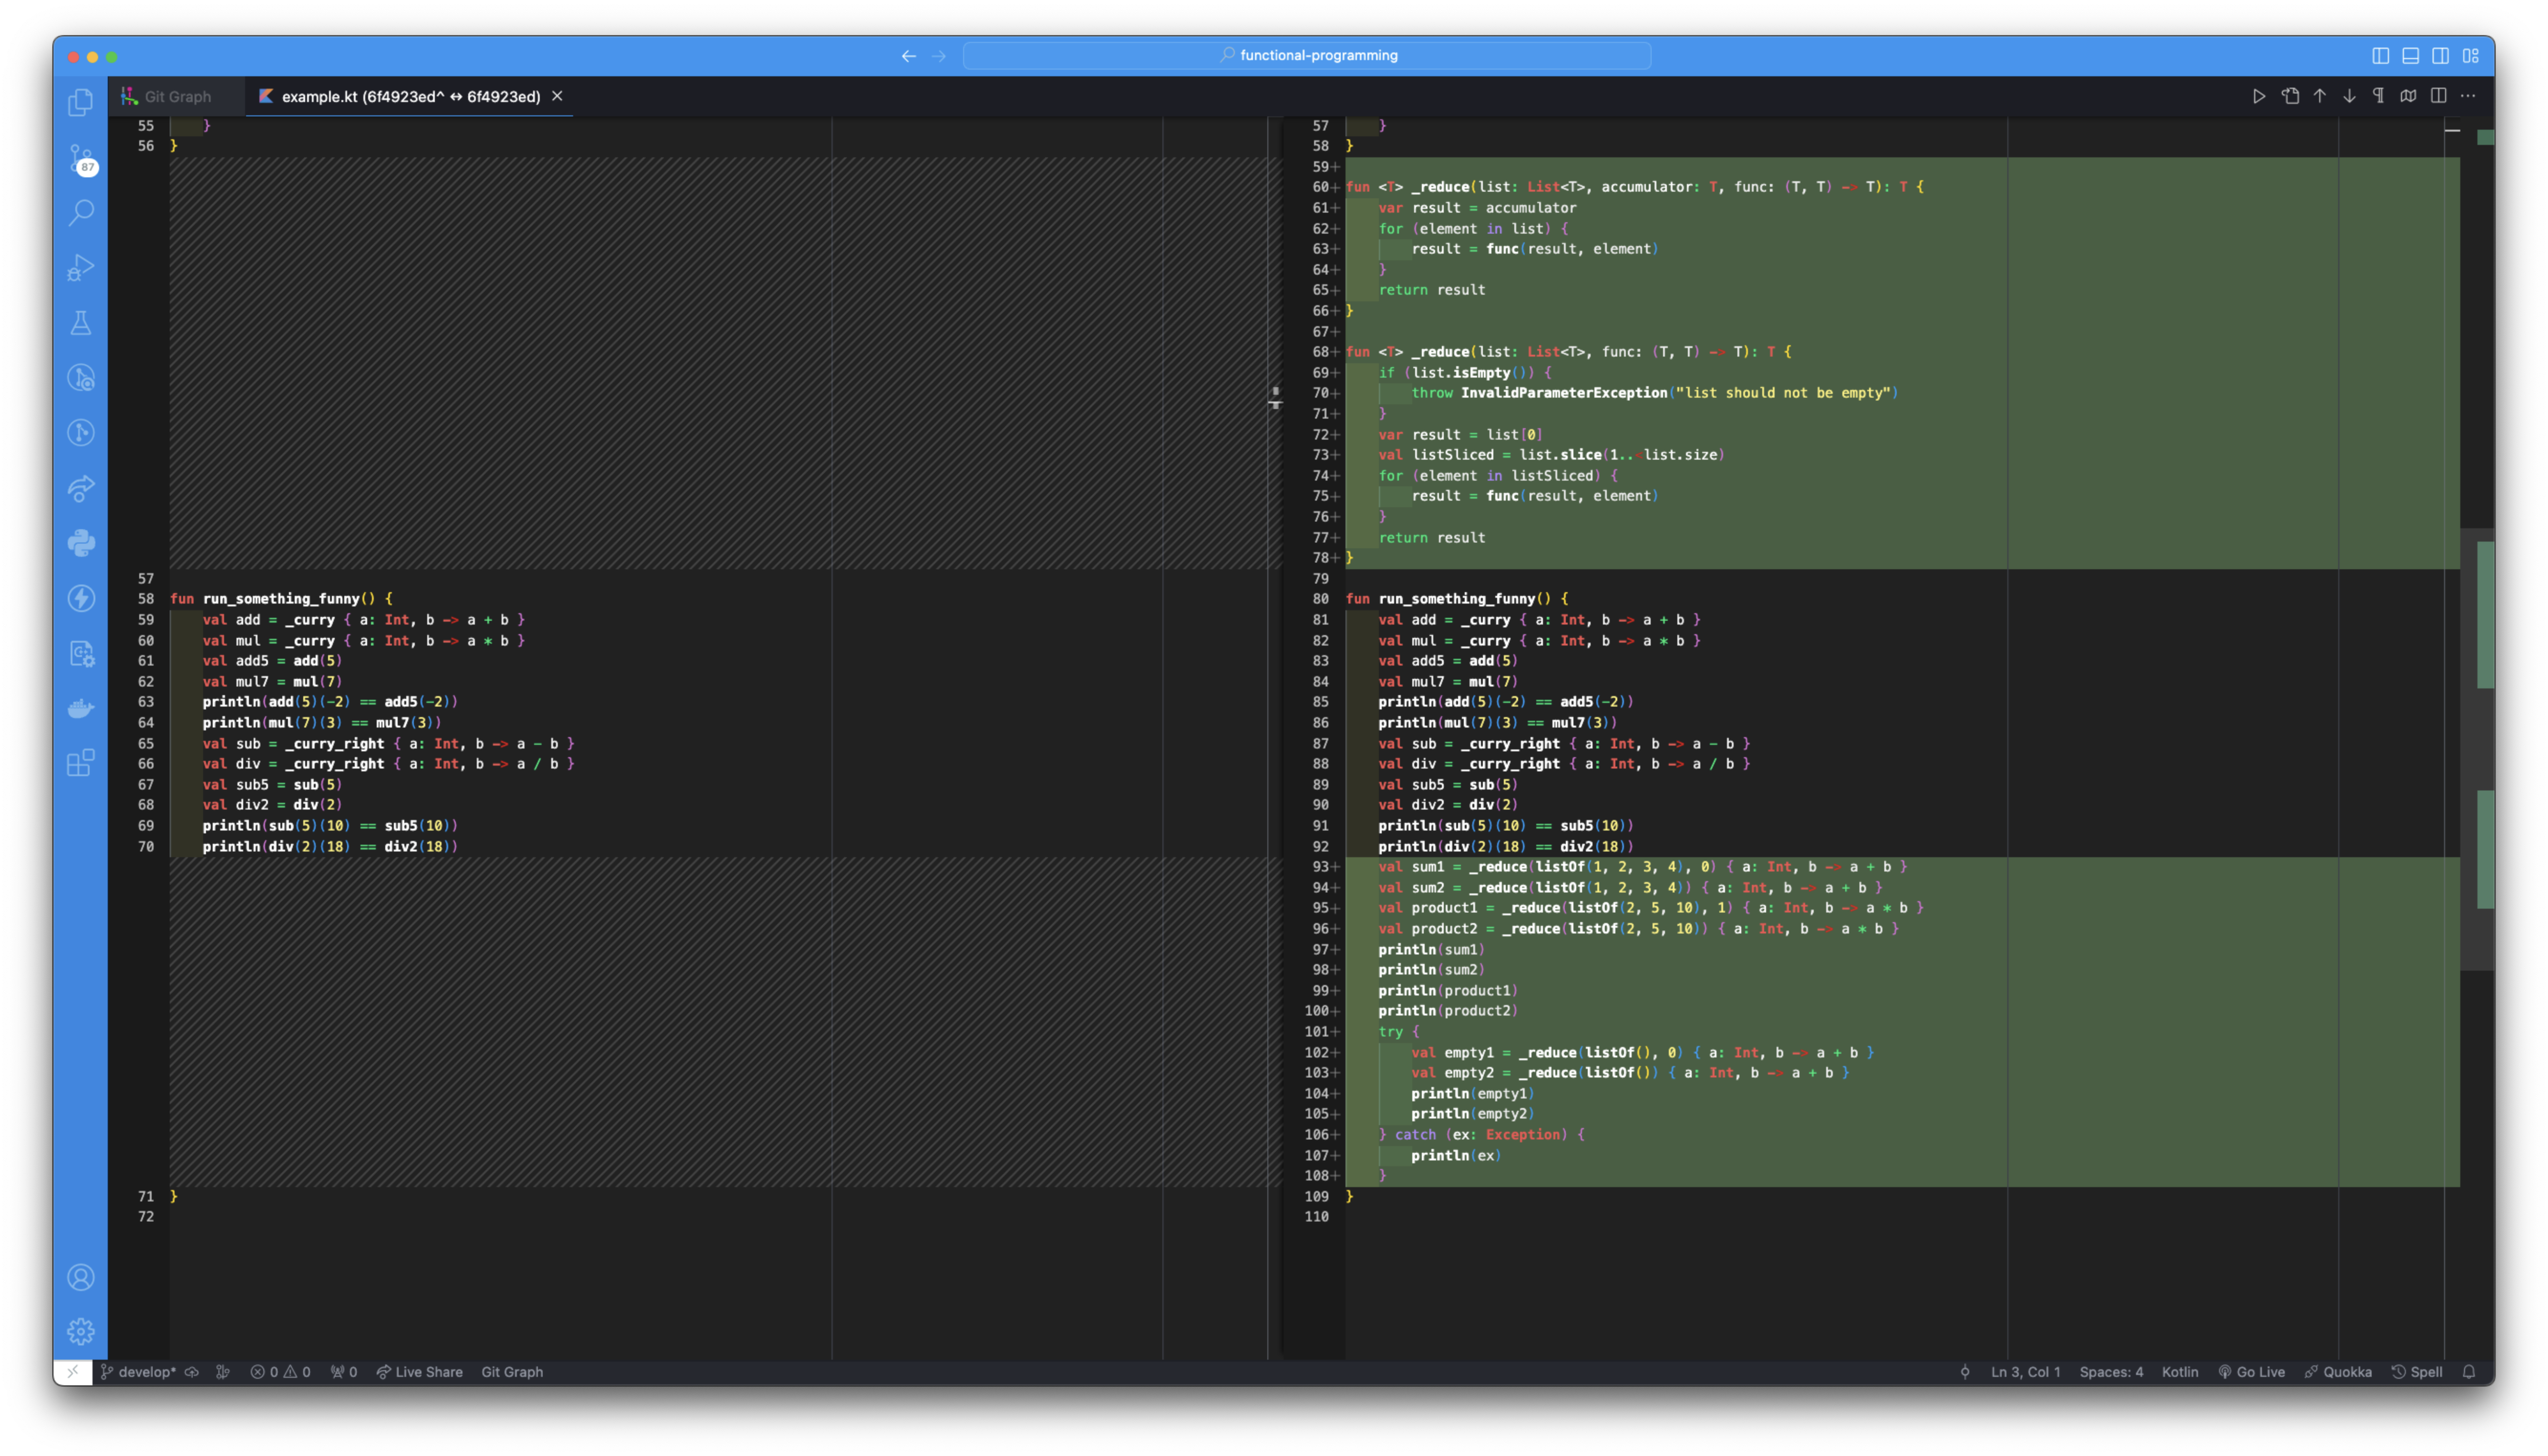 functional-programming
Git Graph
example.kt (6f4923ed^ ↔ 6f4923ed)
87
55     }
56 }
57
58 fun run_something_funny() {
59     val add = _curry { a: Int, b -> a + b }
60     val mul = _curry { a: Int, b -> a * b }
61     val add5 = add(5)
62     val mul7 = mul(7)
63     println(add(5)(-2) == add5(-2))
64     println(mul(7)(3) == mul7(3))
65     val sub = _curry_right { a: Int, b -> a - b }
66     val div = _curry_right { a: Int, b -> a / b }
67     val sub5 = sub(5)
68     val div2 = div(2)
69     println(sub(5)(10) == sub5(10))
70     println(div(2)(18) == div2(18))
71 }
72
57     }
58 }
59+
60+ fun <T> _reduce(list: List<T>, accumulator: T, func: (T, T) -> T): T {
61+     var result = accumulator
62+     for (element in list) {
63+         result = func(result, element)
64+     }
65+     return result
66+ }
67+
68+ fun <T> _reduce(list: List<T>, func: (T, T) -> T): T {
69+     if (list.isEmpty()) {
70+         throw InvalidParameterException("list should not be empty")
71+     }
72+     var result = list[0]
73+     val listSliced = list.slice(1..<list.size)
74+     for (element in listSliced) {
75+         result = func(result, element)
76+     }
77+     return result
78+ }
79
80 fun run_something_funny() {
81     val add = _curry { a: Int, b -> a + b }
82     val mul = _curry { a: Int, b -> a * b }
83     val add5 = add(5)
84     val mul7 = mul(7)
85     println(add(5)(-2) == add5(-2))
86     println(mul(7)(3) == mul7(3))
87     val sub = _curry_right { a: Int, b -> a - b }
88     val div = _curry_right { a: Int, b -> a / b }
89     val sub5 = sub(5)
90     val div2 = div(2)
91     println(sub(5)(10) == sub5(10))
92     println(div(2)(18) == div2(18))
93+     val sum1 = _reduce(listOf(1, 2, 3, 4), 0) { a: Int, b -> a + b }
94+     val sum2 = _reduce(listOf(1, 2, 3, 4)) { a: Int, b -> a + b }
95+     val product1 = _reduce(listOf(2, 5, 10), 1) { a: Int, b -> a * b }
96+     val product2 = _reduce(listOf(2, 5, 10)) { a: Int, b -> a * b }
97+     println(sum1)
98+     println(sum2)
99+     println(product1)
100+     println(product2)
101+     try {
102+         val empty1 = _reduce(listOf(), 0) { a: Int, b -> a + b }
103+         val empty2 = _reduce(listOf()) { a: Int, b -> a + b }
104+         println(empty1)
105+         println(empty2)
106+     } catch (ex: Exception) {
107+         println(ex)
108+     }
109 }
110
develop* 0 0 0 Live Share Git Graph Ln 3, Col 1 Spaces: 4 Kotlin Go Live Quokka Spell